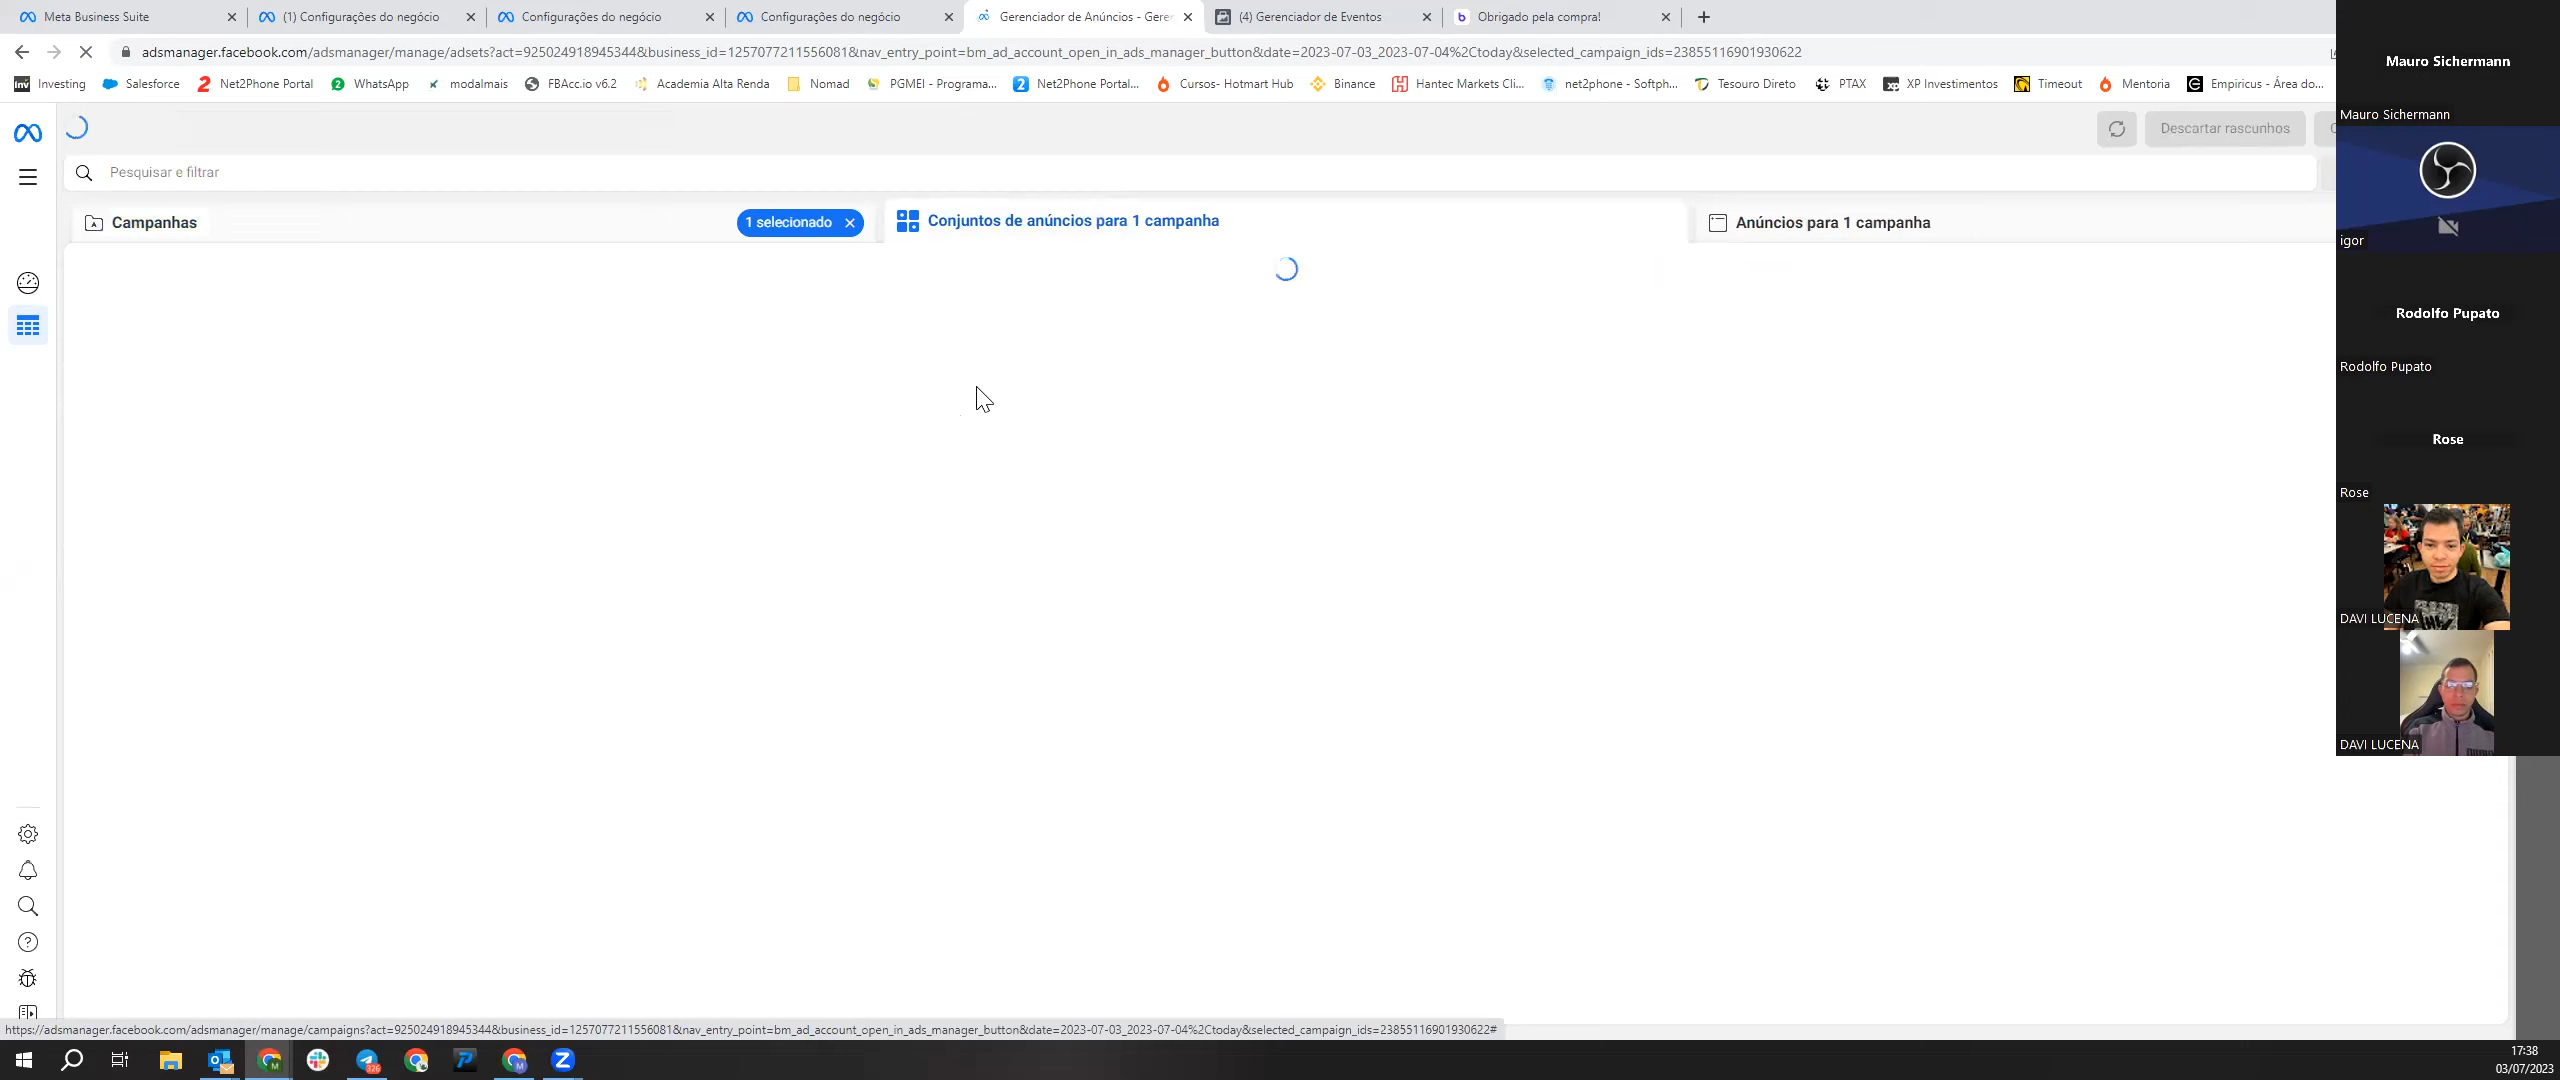 Meta Business Suite
(1) Configurações do negócio
Configurações do negócio
Configurações do negócio
Gerenciador de Anúncios - Geren
(4) Gerenciador de Eventos
Obrigado pela compra!
adsmanager.facebook.com/adsmanager/manage/adsets?act=925024918945344&business_id=1257077211556081&nav_entry_point=bm_ad_account_open_in_ads_manager_button&date=2023-07-03_2023-07-04%2Ctoday&selected_campaign_ids=23855116901930622
Investing
Salesforce
Net2Phone Portal
WhatsApp
modalmais
FBAcc.io v6.2
Academia Alta Renda
Nomad
PGMEI - Programa...
Net2Phone Portal...
Cursos- Hotmart Hub
Binance
Hantec Markets Cli...
net2phone - Softph...
Tesouro Direto
PTAX
XP Investimentos
Timeout
Mentoria
Empiricus - Área do...
Descartar rascunhos
Pesquisar e filtrar
Campanhas
1 selecionado
Conjuntos de anúncios para 1 campanha
Anúncios para 1 campanha
Mauro Sichermann
Mauro Sichermann
igor
Rodolfo Pupato
Rodolfo Pupato
Rose
Rose
DAVI LUCENA
DAVI LUCENA
https://adsmanager.facebook.com/adsmanager/manage/campaigns?act=925024918945344&business_id=1257077211556081&nav_entry_point=bm_ad_account_open_in_ads_manager_button&date=2023-07-03_2023-07-04%2Ctoday&selected_campaign_ids=23855116901930622#
326
17:38
03/07/2023